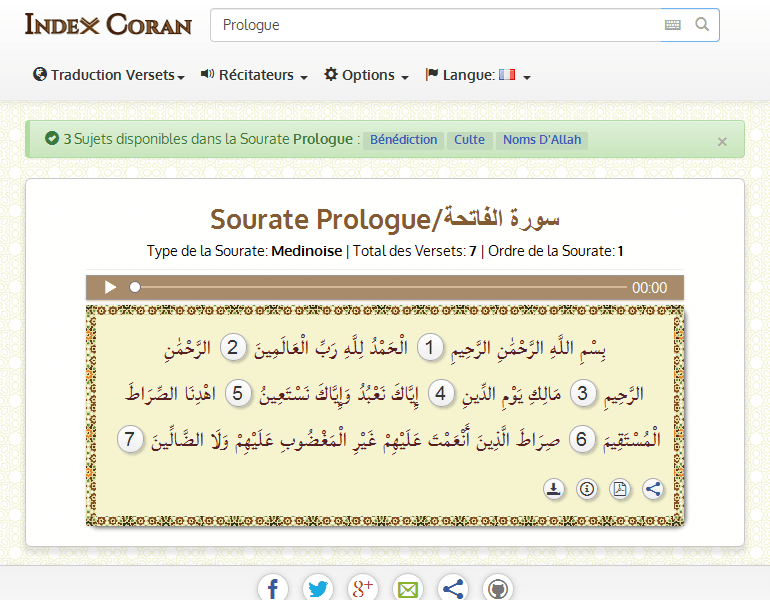 INDEX CORAN
Prologue
Traduction Versets Récitateurs Options Langue:
3 Sujets disponibles dans la Sourate Prologue : Bénédiction Culte Noms D'Allah ×
Sourate Prologue/سورة الفاتحة
Type de la Sourate: Medinoise | Total des Versets: 7 | Ordre de la Sourate: 1
00:00
بِسْمِ اللَّهِ الرَّحْمَٰنِ الرَّحِيمِ 1 الْحَمْدُ لِلَّهِ رَبِّ الْعَالَمِينَ 2 الرَّحْمَٰنِ
الرَّحِيمِ 3 مَالِكِ يَوْمِ الدِّينِ 4 إِيَّاكَ نَعْبُدُ وَإِيَّاكَ نَسْتَعِينُ 5 اهْدِنَا الصِّرَاطَ
الْمُسْتَقِيمَ 6 صِرَاطَ الَّذِينَ أَنْعَمْتَ عَلَيْهِمْ غَيْرِ الْمَغْضُوبِ عَلَيْهِمْ وَلَا الضَّالِّينَ 7